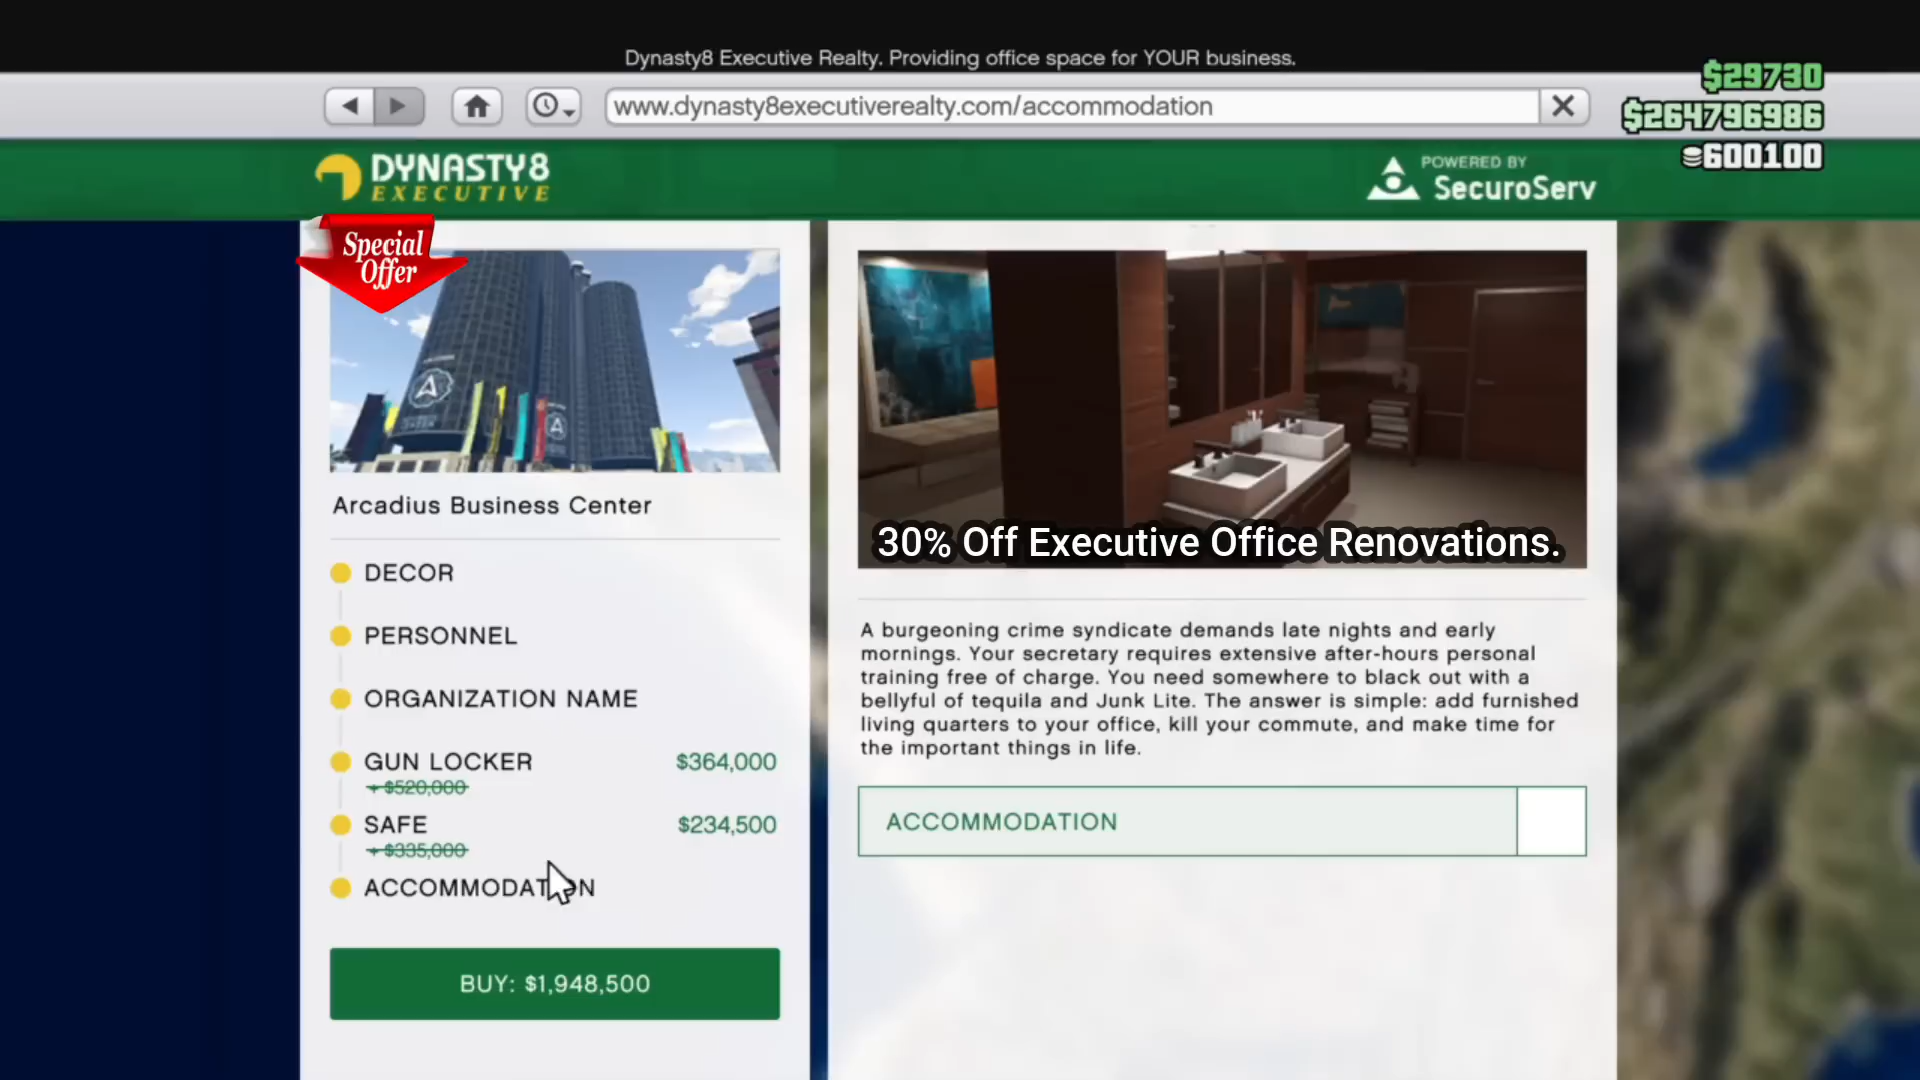 Dynasty8 Executive Realty. Providing office space for YOUR business.
$29730
www.dynasty8executiverealty.com/accommodation
$264796986
600100
DYNASTY8
EXECUTIVE
POWERED BY
SecuroServ
Special
Offer
Arcadius Business Center
DECOR
PERSONNEL
ORGANIZATION NAME
GUN LOCKER $364,000
+ $520,000
SAFE $234,500
+ $335,000
ACCOMMODATION
BUY: $1,948,500
30% Off Executive Office Renovations.
A burgeoning crime syndicate demands late nights and early
mornings. Your secretary requires extensive after-hours personal
training free of charge. You need somewhere to black out with a
bellyful of tequila and Junk Lite. The answer is simple: add furnished
living quarters to your office, kill your commute, and make time for
the important things in life.
ACCOMMODATION